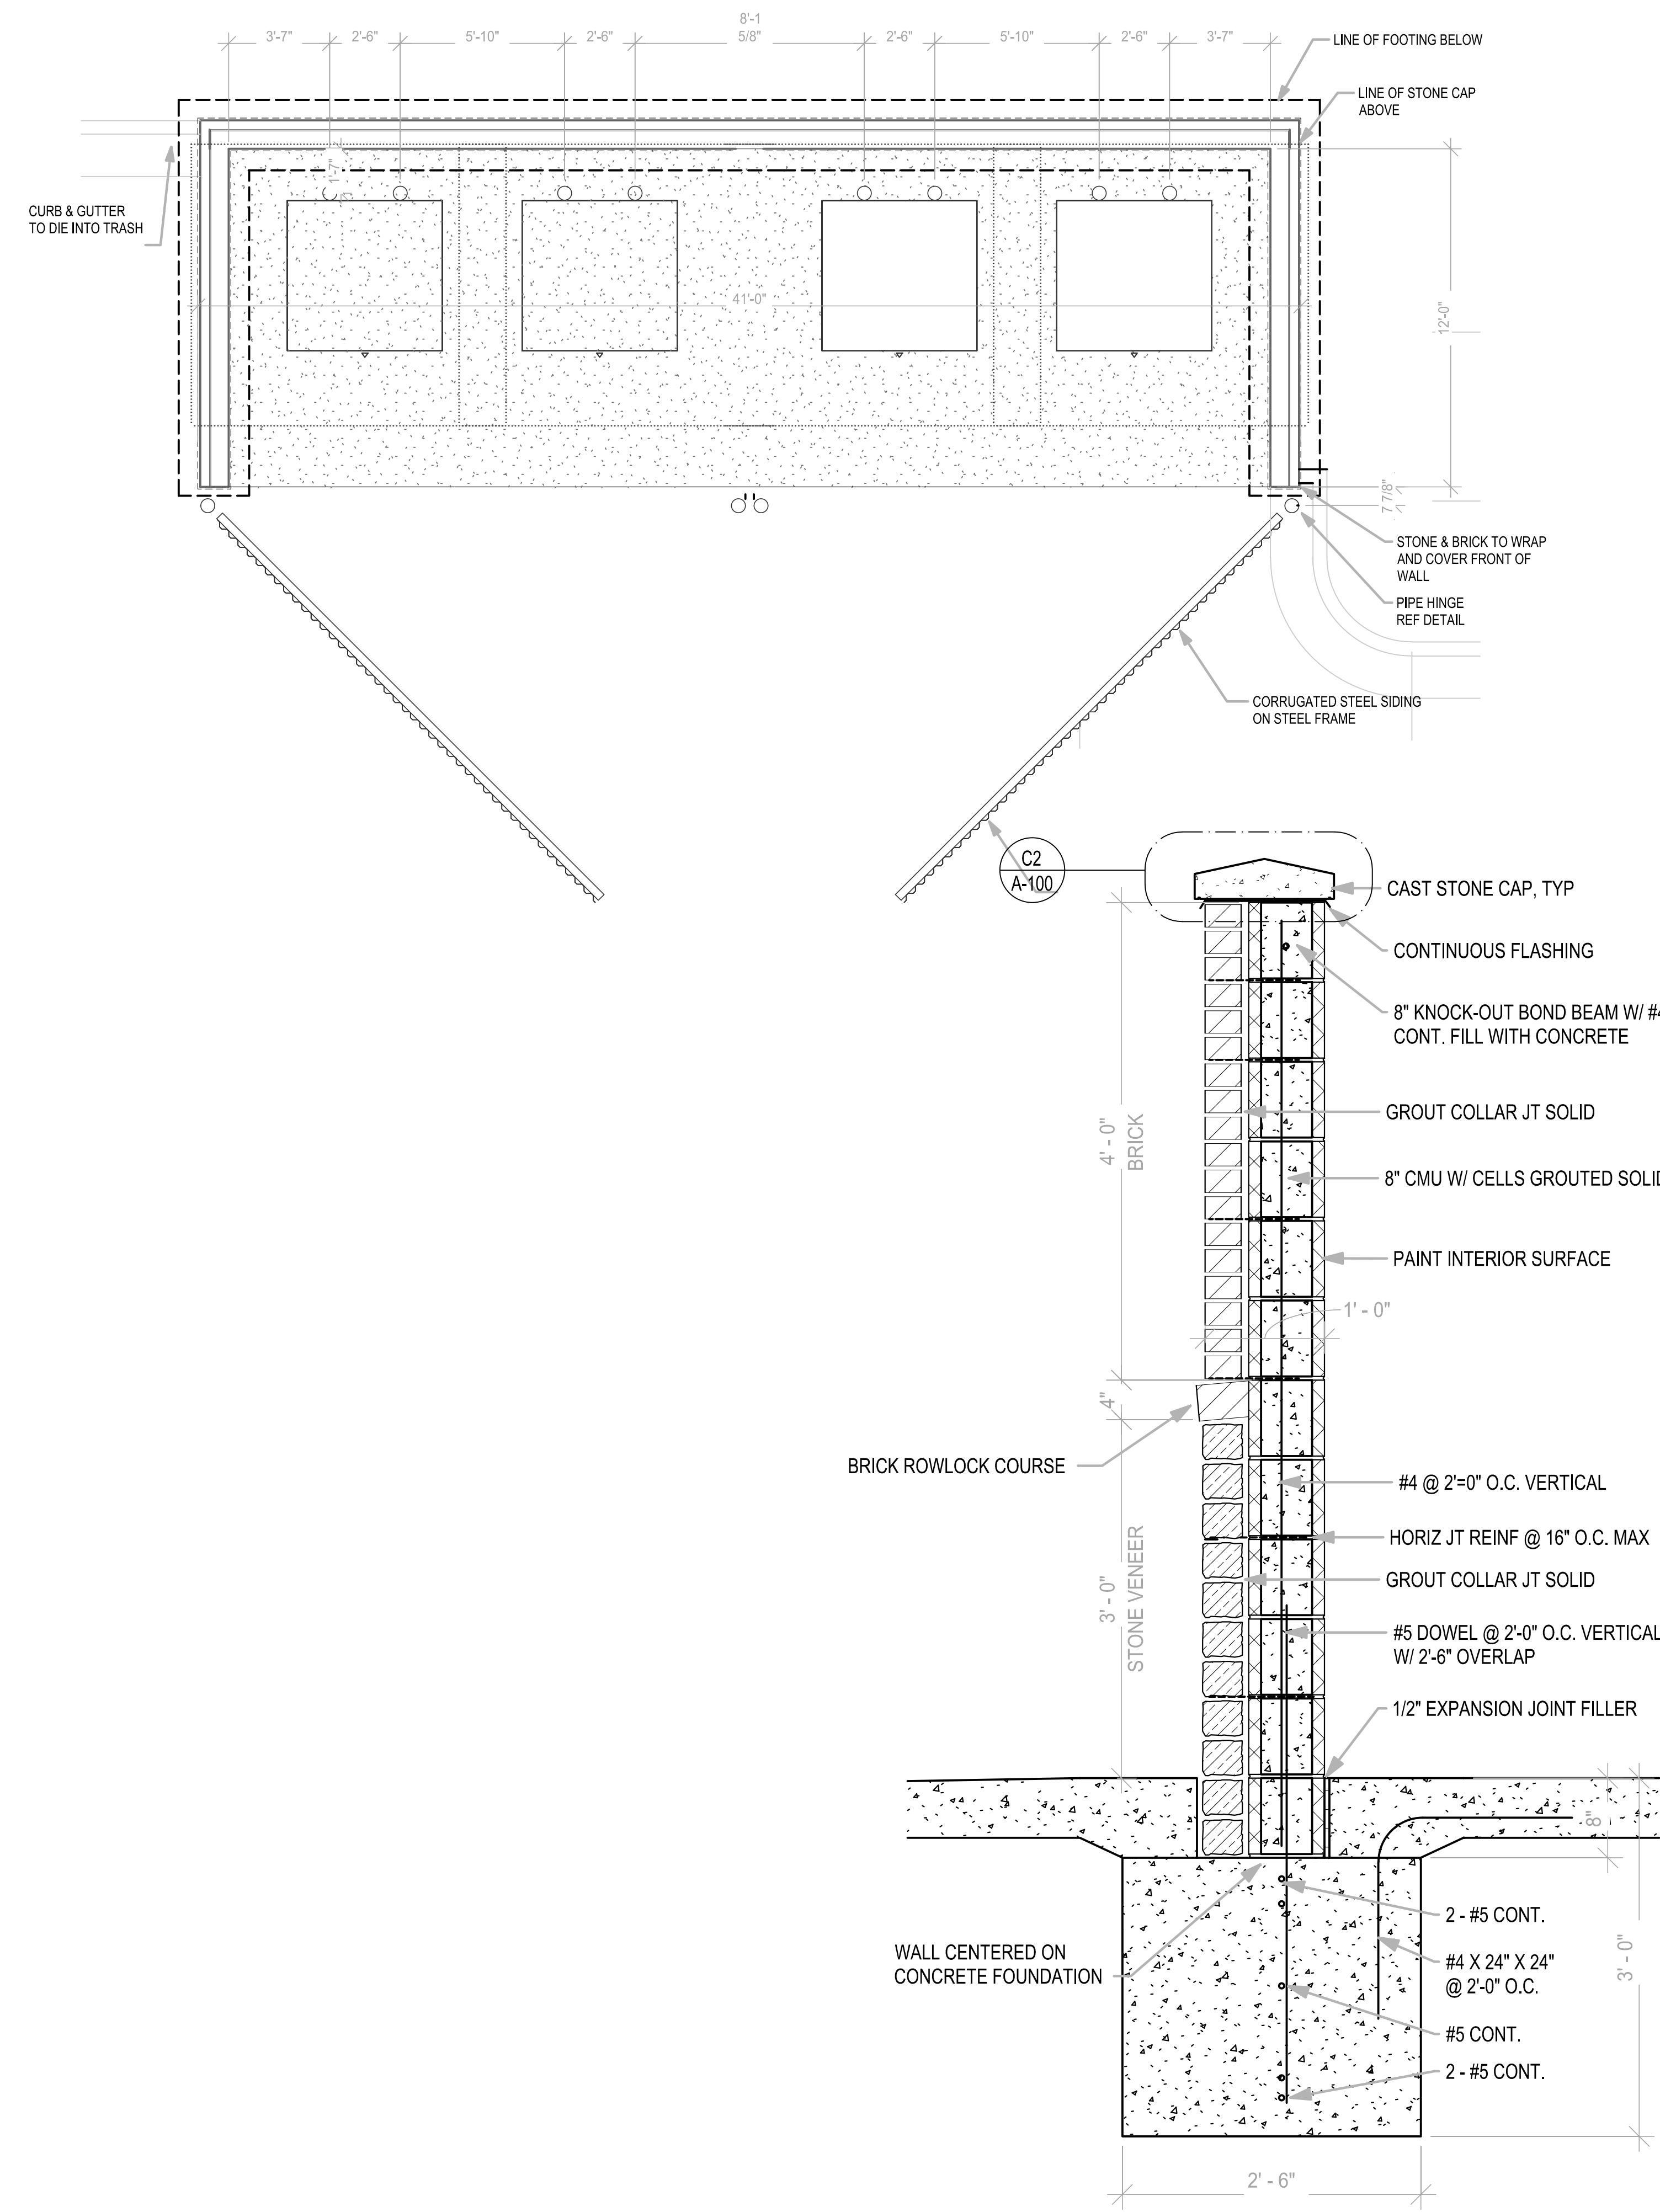 8'-1
3'-7" 2'-6" 5'-10" 2'-6" 5/8" 2'-6" 5'-10" 2'-6" 3'-7"
LINE OF FOOTING BELOW
LINE OF STONE CAP
ABOVE
CURB & GUTTER
TO DIE INTO TRASH
41'-0"
12'-0"
7 7/8"
STONE & BRICK TO WRAP
AND COVER FRONT OF
WALL
PIPE HINGE
REF DETAIL
CORRUGATED STEEL SIDING
ON STEEL FRAME
C2
A-100
CAST STONE CAP, TYP
CONTINUOUS FLASHING
8" KNOCK-OUT BOND BEAM W/ #4
CONT. FILL WITH CONCRETE
GROUT COLLAR JT SOLID
4' - 0"
BRICK
8" CMU W/ CELLS GROUTED SOLID
PAINT INTERIOR SURFACE
1' - 0"
4"
BRICK ROWLOCK COURSE
#4 @ 2'=0" O.C. VERTICAL
HORIZ JT REINF @ 16" O.C. MAX
GROUT COLLAR JT SOLID
3' - 0"
STONE VENEER
#5 DOWEL @ 2'-0" O.C. VERTICAL
W/ 2'-6" OVERLAP
1/2" EXPANSION JOINT FILLER
8"
2 - #5 CONT.
WALL CENTERED ON
CONCRETE FOUNDATION
#4 X 24" X 24"
@ 2'-0" O.C.
3' - 0"
#5 CONT.
2 - #5 CONT.
2' - 6"